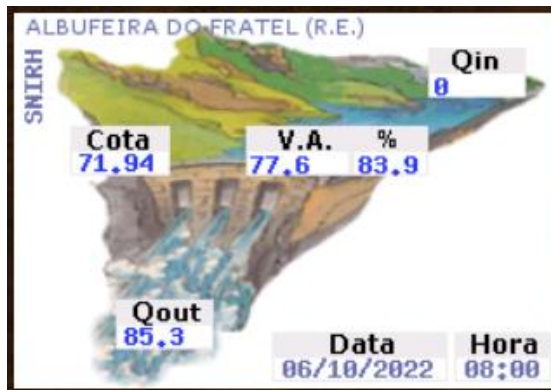 ALBUFEIRA DO FRATEL (R.E.)
SNIRH
Qin
0
Cota
71.94
V.A. %
77.6 83.9
Qout
85.3
Data Hora
06/10/2022 08:00